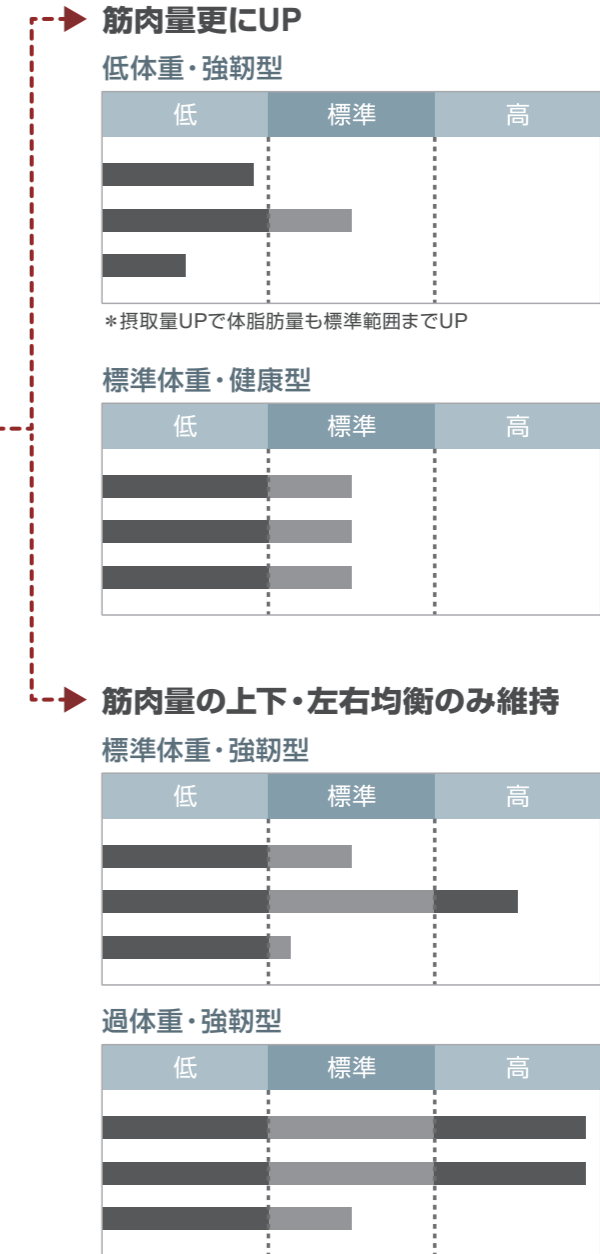 筋肉量更にUP
低体重・強靭型
低 標準 高
*摂取量UPで体脂肪量も標準範囲までUP
標準体重・健康型
低 標準 高
筋肉量の上下・左右均衡のみ維持
標準体重・強靭型
低 標準 高
過体重・強靭型
低 標準 高